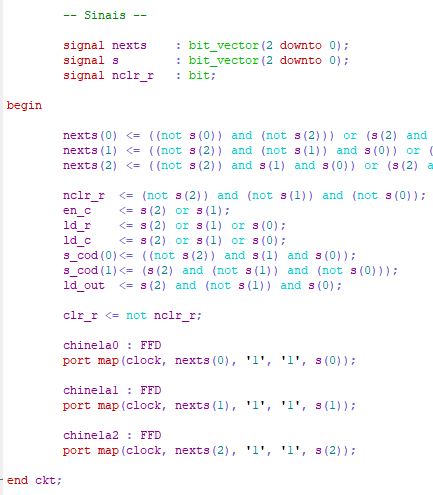 -- Sinais --
signal nexts : bit_vector(2 downto 0);
signal s : bit_vector(2 downto 0);
signal nclr_r : bit;
begin
nexts(0) <= ((not s(0)) and (not s(2))) or (s(2) and
nexts(1) <= ((not s(2)) and (not s(1)) and s(0)) or (
nexts(2) <= ((not s(2)) and s(1) and s(0)) or (s(2) a
nclr_r <= (not s(2)) and (not s(1)) and (not s(0));
en_c <= s(2) or s(1);
ld_r <= s(2) or s(1) or s(0);
ld_c <= s(2) or s(1) or s(0);
s_cod(0)<= ((not s(2)) and s(1) and s(0));
s_cod(1)<= (s(2) and (not s(1)) and (not s(0)));
ld_out <= s(2) and (not s(1)) and s(0);
clr_r <= not nclr_r;
chinela0 : FFD
port map(clock, nexts(0), '1', '1', s(0));
chinela1 : FFD
port map(clock, nexts(1), '1', '1', s(1));
chinela2 : FFD
port map(clock, nexts(2), '1', '1', s(2));
end ckt;